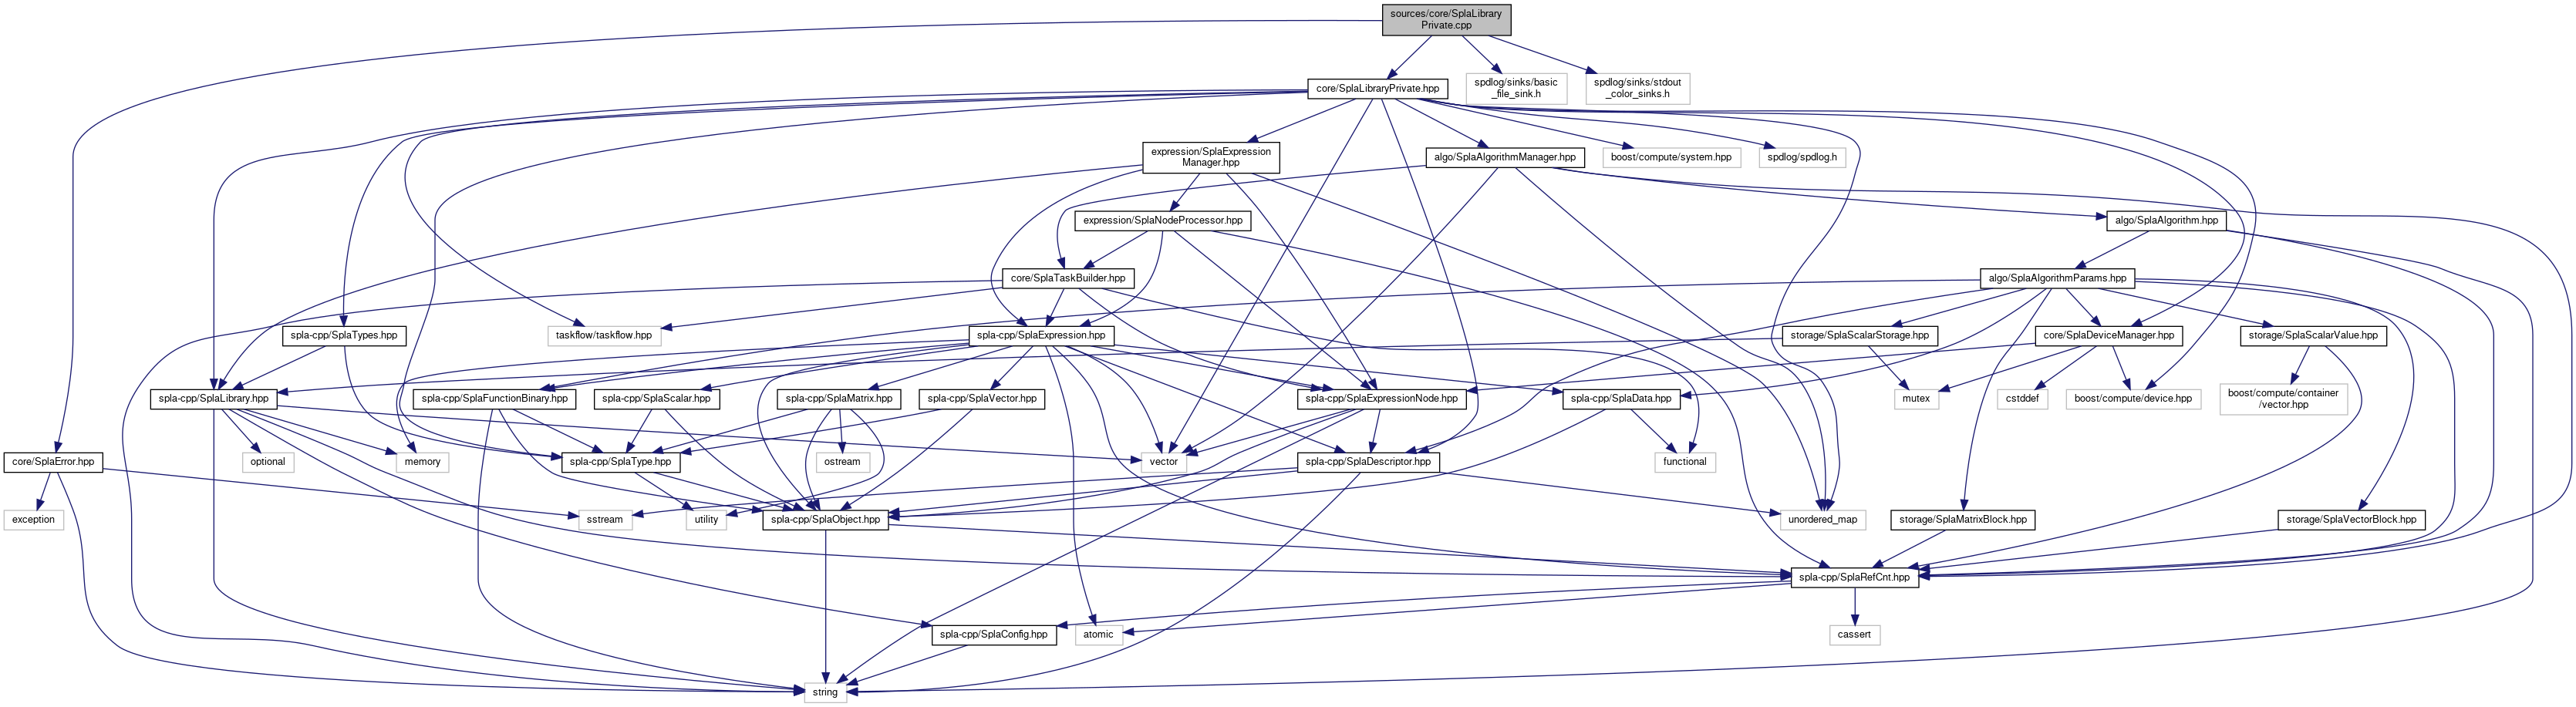 sources/core/SplaLibrary
Private.cpp
core/SplaLibraryPrivate.hpp
spdlog/sinks/basic
_file_sink.h
spdlog/sinks/stdout
_color_sinks.h
expression/SplaExpression
Manager.hpp
algo/SplaAlgorithmManager.hpp
boost/compute/system.hpp
spdlog/spdlog.h
expression/SplaNodeProcessor.hpp
algo/SplaAlgorithm.hpp
core/SplaTaskBuilder.hpp
algo/SplaAlgorithmParams.hpp
spla-cpp/SplaTypes.hpp
taskflow/taskflow.hpp
spla-cpp/SplaExpression.hpp
storage/SplaScalarStorage.hpp
core/SplaDeviceManager.hpp
storage/SplaScalarValue.hpp
spla-cpp/SplaLibrary.hpp
spla-cpp/SplaFunctionBinary.hpp
spla-cpp/SplaScalar.hpp
spla-cpp/SplaMatrix.hpp
spla-cpp/SplaVector.hpp
spla-cpp/SplaExpressionNode.hpp
spla-cpp/SplaData.hpp
mutex
cstddef
boost/compute/device.hpp
boost/compute/container
/vector.hpp
core/SplaError.hpp
optional
memory
spla-cpp/SplaType.hpp
ostream
vector
spla-cpp/SplaDescriptor.hpp
functional
exception
sstream
utility
spla-cpp/SplaObject.hpp
unordered_map
storage/SplaMatrixBlock.hpp
storage/SplaVectorBlock.hpp
spla-cpp/SplaRefCnt.hpp
spla-cpp/SplaConfig.hpp
atomic
cassert
string